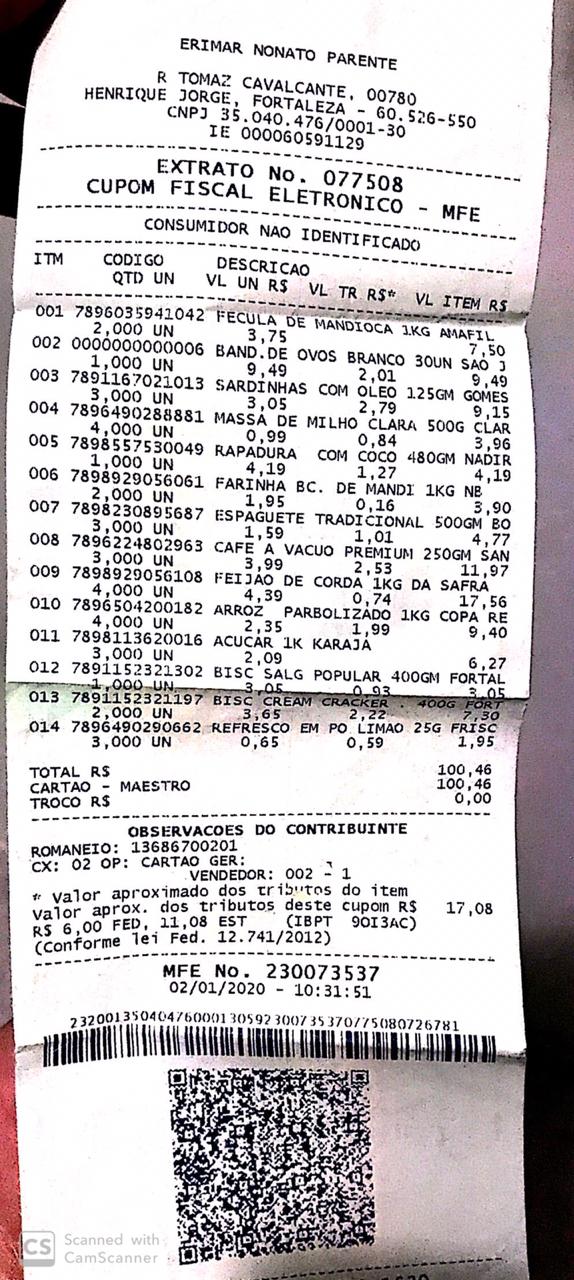 ERIMAR NONATO PARENTE
R TOMAZ CAVALCANTE, 00780
HENRIQUE JORGE, FORTALEZA - 60.526-550
CNPJ 35.040.476/0001-30
IE 000060591129
EXTRATO No. 077508
CUPOM FISCAL ELETRONICO - MFE
CONSUMIDOR NAO IDENTIFICADO
ITM CODIGO DESCRICAO
QTD UN VL UN R$ VL TR R$* VL ITEM R$
001 7896035941042 FECULA DE MANDIOCA 1KG AMAFIL
2,000 UN 3,75 7,50
002 0000000000006 BAND.DE OVOS BRANCO 30UN SAO J
1,000 UN 9,49 2,01 9,49
003 7891167021013 SARDINHAS COM OLEO 125GM GOMES
3,000 UN 3,05 2,79 9,15
004 7896490288881 MASSA DE MILHO CLARA 500G CLAR
4,000 UN 0,99 0,84 3,96
005 7898557530049 RAPADURA COM COCO 480GM NADIR
1,000 UN 4,19 1,27 4,19
006 7898929056061 FARINHA BC. DE MANDI 1KG NB
2,000 UN 1,95 0,16 3,90
007 7898230895687 ESPAGUETE TRADICIONAL 500GM BO
3,000 UN 1,59 1,01 4,77
008 7896224802963 CAFE A VACUO PREMIUM 250GM SAN
3,000 UN 3,99 2,53 11,97
009 7898929056108 FEIJAO DE CORDA 1KG DA SAFRA
4,000 UN 4,39 0,74 17,56
010 7896504200182 ARROZ PARBOLIZADO 1KG COPA RE
4,000 UN 2,35 1,99 9,40
011 7898113620016 ACUCAR 1K KARAJA
3,000 UN 2,09 6,27
012 7891152321302 BISC SALG POPULAR 400GM FORTAL
1,000 UN 3,05 0,93 3,05
013 7891152321197 BISC CREAM CRACKER . 400G FORT
2,000 UN 3,65 2,22 7,30
014 7896490290662 REFRESCO EM PO LIMAO 25G FRISC
3,000 UN 0,65 0,59 1,95
TOTAL R$ 100,46
CARTAO - MAESTRO 100,46
TROCO R$ 0,00
OBSERVACOES DO CONTRIBUINTE
ROMANEIO: 13686700201
CX: 02 OP: CARTAO GER:
VENDEDOR: 002 - 1
* Valor aproximado dos tributos do item
Valor aprox. dos tributos deste cupom R$ 17,08
R$ 6,00 FED, 11,08 EST (IBPT 9OI3AC)
(Conforme lei Fed. 12.741/2012)
MFE No. 230073537
02/01/2020 - 10:31:51
23200135040476000130592300735370775080726781
CS Scanned with
CamScanner